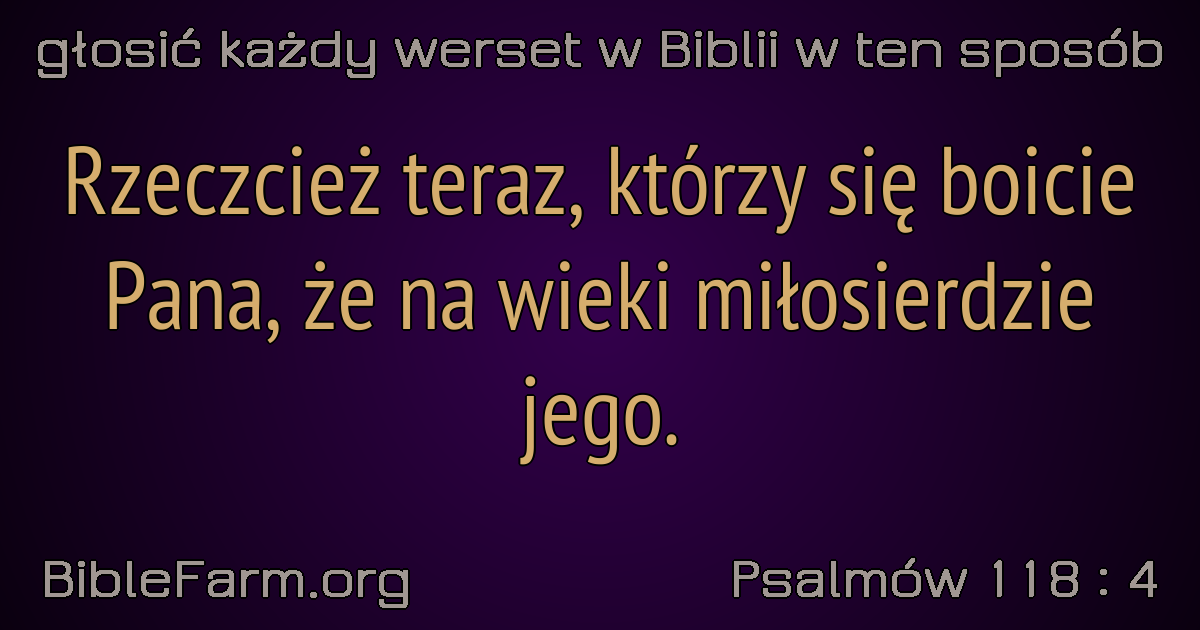 głosić każdy werset w Biblii w ten sposób
Rzeczcież teraz, którzy się boicie
Pana, że na wieki miłosierdzie
jego.
BibleFarm.org
Psalmów 118 : 4